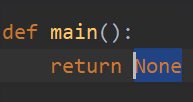 def main():
    return None